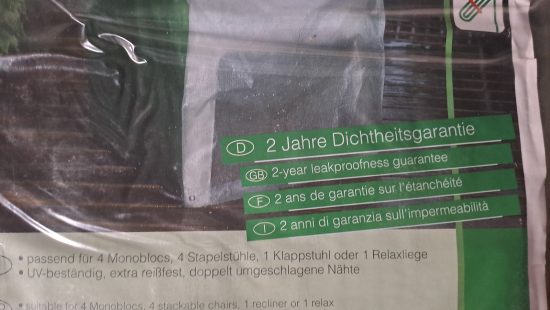 D 2 Jahre Dichtheitsgarantie
GB 2-year leakproofness guarantee
F 2 ans de garantie sur l'étanchéité
I 2 anni di garanzia sull'impermeabilità
• passend für 4 Monoblocs, 4 Stapelstühle, 1 Klappstuhl oder 1 Relaxliege
• UV-beständig, extra reißfest, doppelt umgeschlagene Nähte
• suitable for 4 Monoblocs, 4 stackable chairs, 1 recliner or 1 relax